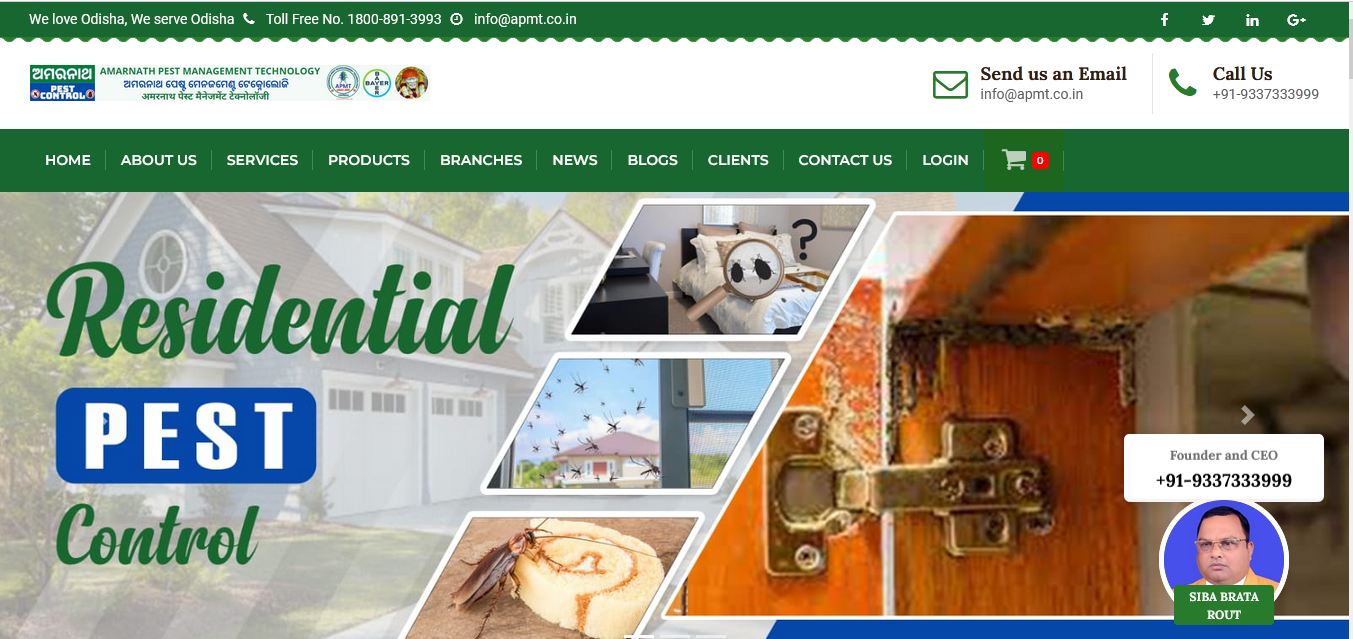 We love Odisha, We serve Odisha Toll Free No. 1800-891-3993 info@apmt.co.in
ଅମରନାଥ
PEST
CONTROL
AMARNATH PEST MANAGEMENT TECHNOLOGY
ଅମରନାଥ ପେଷ୍ଟ ମେନେଜମେଣ୍ଟ ଟେକ୍ନୋଲୋଜି
अमरनाथ पेस्ट मैनेजमेंट टेक्नोलॉजी
APMT
BAYER
Send us an Email
info@apmt.co.in
Call Us
+91-9337333999
HOME ABOUT US SERVICES PRODUCTS BRANCHES NEWS BLOGS CLIENTS CONTACT US LOGIN 0
Residential
PEST
Control
?
Founder and CEO
+91-9337333999
SIBA BRATA
ROUT